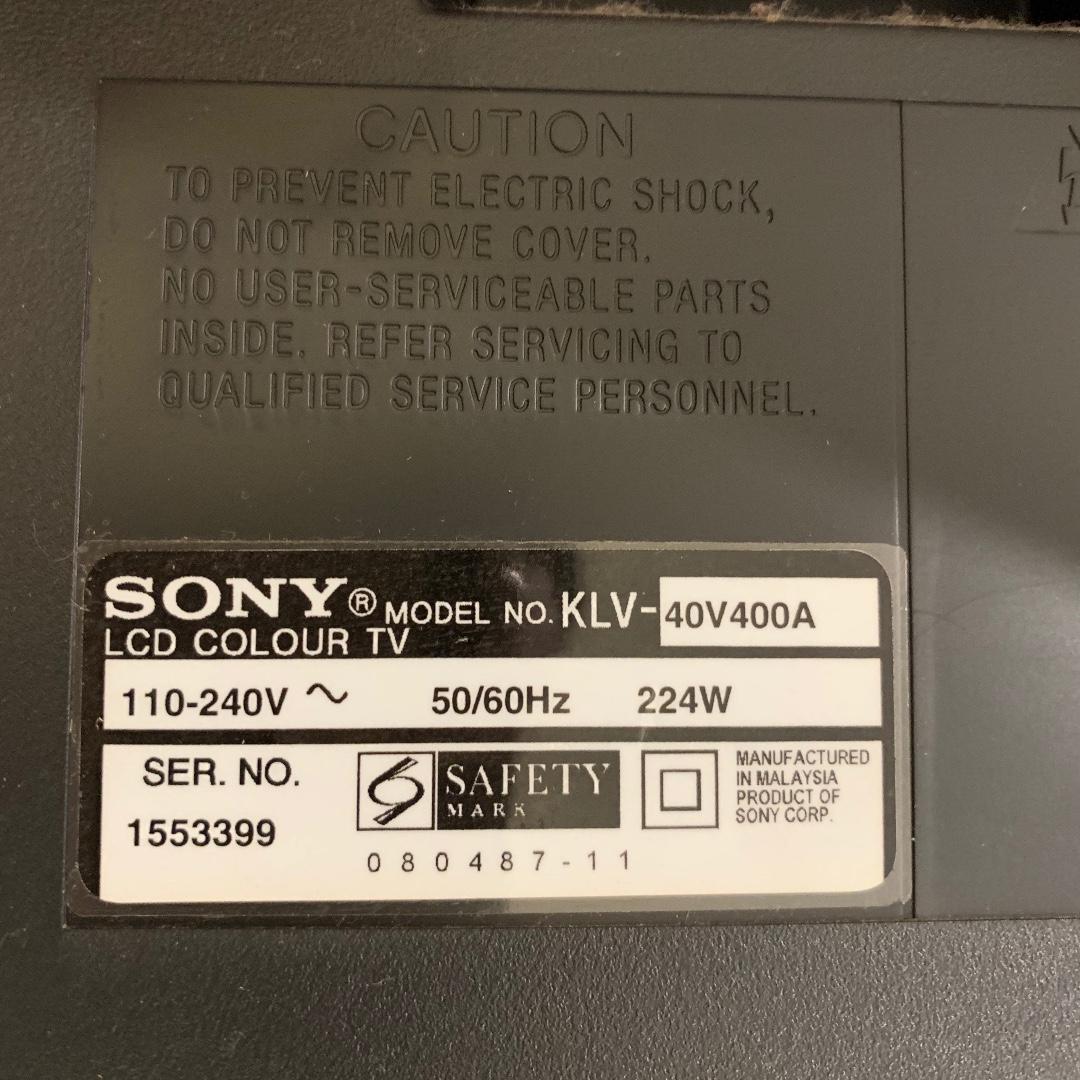 CAUTION
TO PREVENT ELECTRIC SHOCK,
DO NOT REMOVE COVER.
NO USER-SERVICEABLE PARTS
INSIDE. REFER SERVICING TO
QUALIFIED SERVICE PERSONNEL.
SONY® MODEL NO. KLV-40V400A
LCD COLOUR TV
110-240V ~ 50/60Hz 224W
SER. NO.
1553399
SAFETY
MARK
080487-11
MANUFACTURED
IN MALAYSIA
PRODUCT OF
SONY CORP.